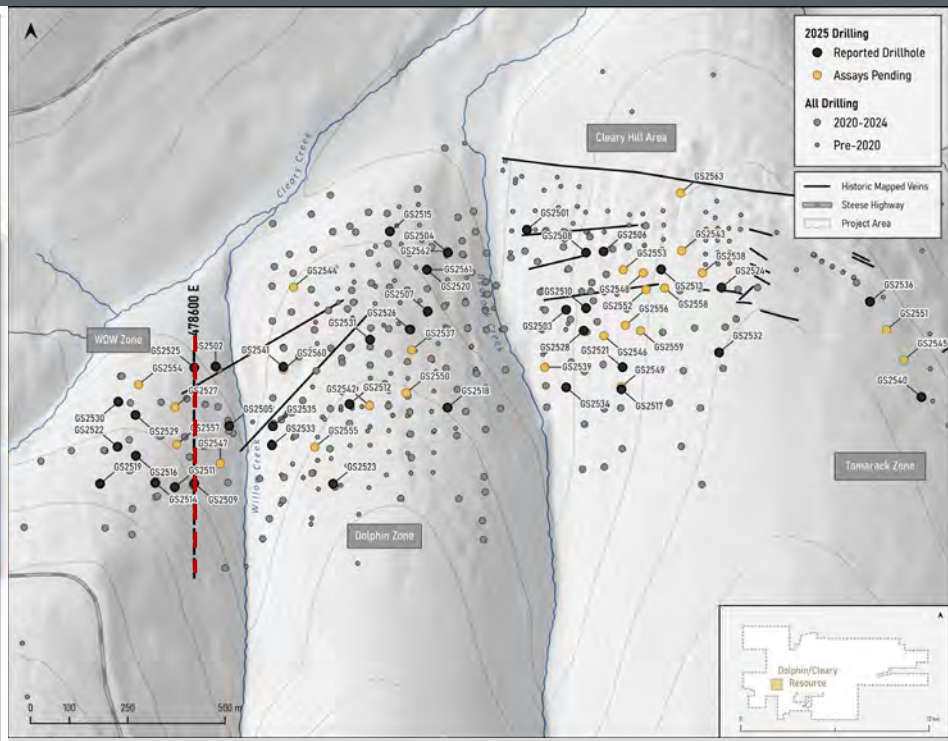 2025 Drilling
Reported Drillhole
Assays Pending
All Drilling
2020-2024
Pre-2020
Historic Mapped Veins
Steese Highway
Project Area
Cleary Hill Area
Cleary Creek
GS2563
GS2515
GS2501
GS2504
GS2508
GS2506
GS2543
GS2562
GS2553
GS2538
GS2561
GS2544
GS2520
GS2524
GS2513
GS2510
GS2548
GS2536
GS2507
GS2552
GS2558
478600 E
GS2526
GS2503
GS2556
GS2551
GS2531
WOW Zone
GS2502
GS2537
GS2528
GS2559
GS2532
GS2525
GS2541
GS2560
GS2521
GS2546
GS2545
GS2554
GS2539
GS2550
GS2549
GS2540
GS2527
GS2542
GS2512
GS2518
GS2534
GS2517
GS2530
GS2505
GS2535
GS2522
GS2529
GS2557
GS2533
GS2555
GS2547
Creek
GS2519
GS2516
GS2511
GS2523
Tamarack Zone
GS2514
GS2509
Willow Creek
Dolphin Zone
Dolphin/Cleary
Resource
0 100 250 500 m
0